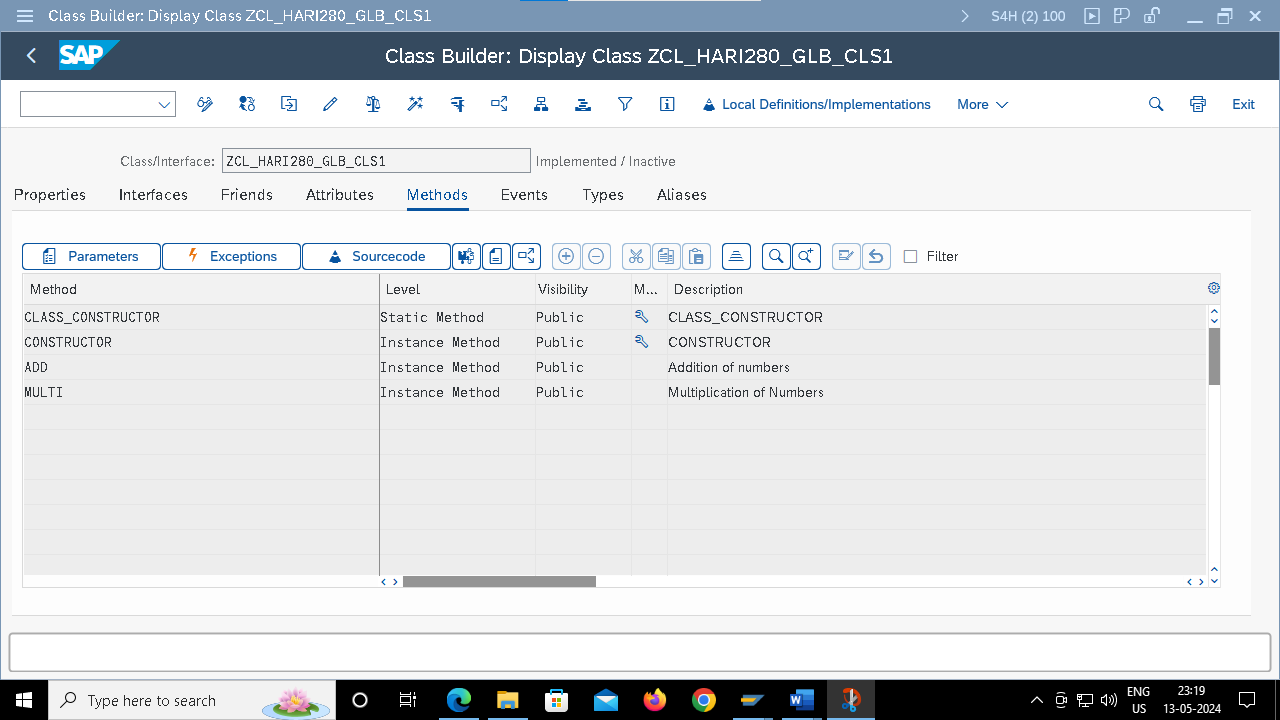 Class Builder: Display Class ZCL_HARI280_GLB_CLS1
S4H (2) 100
SAP
Class Builder: Display Class ZCL_HARI280_GLB_CLS1
Local Definitions/Implementations
More
Exit
Class/Interface: ZCL_HARI280_GLB_CLS1 Implemented / Inactive
Properties Interfaces Friends Attributes Methods Events Types Aliases
Parameters Exceptions Sourcecode Filter
Method Level Visibility M... Description
CLASS_CONSTRUCTOR Static Method Public CLASS_CONSTRUCTOR
CONSTRUCTOR Instance Method Public CONSTRUCTOR
ADD Instance Method Public Addition of numbers
MULTI Instance Method Public Multiplication of Numbers
Type here to search
ENG
US
23:19
13-05-2024